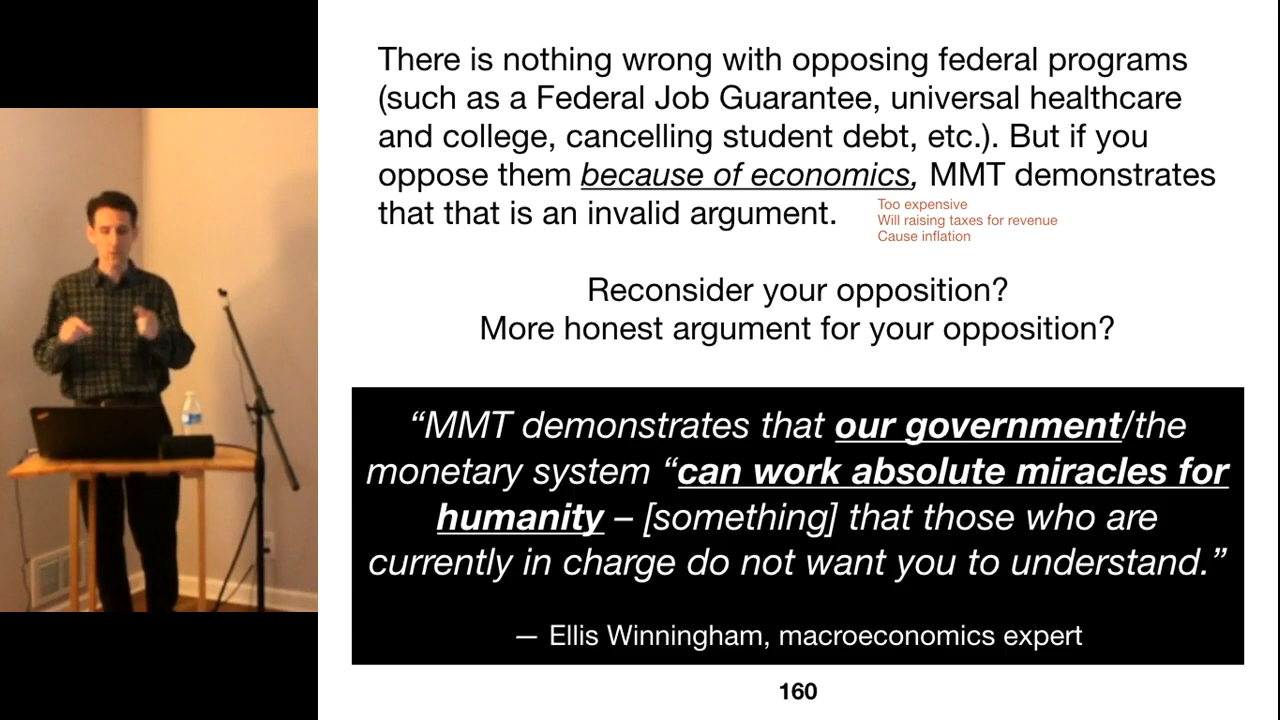 There is nothing wrong with opposing federal programs
(such as a Federal Job Guarantee, universal healthcare
and college, cancelling student debt, etc.). But if you
oppose them because of economics, MMT demonstrates
that that is an invalid argument.
Too expensive
Will raising taxes for revenue
Cause inflation
Reconsider your opposition?
More honest argument for your opposition?
“MMT demonstrates that our government/the
monetary system “can work absolute miracles for
humanity – [something] that those who are
currently in charge do not want you to understand.”
— Ellis Winningham, macroeconomics expert
160